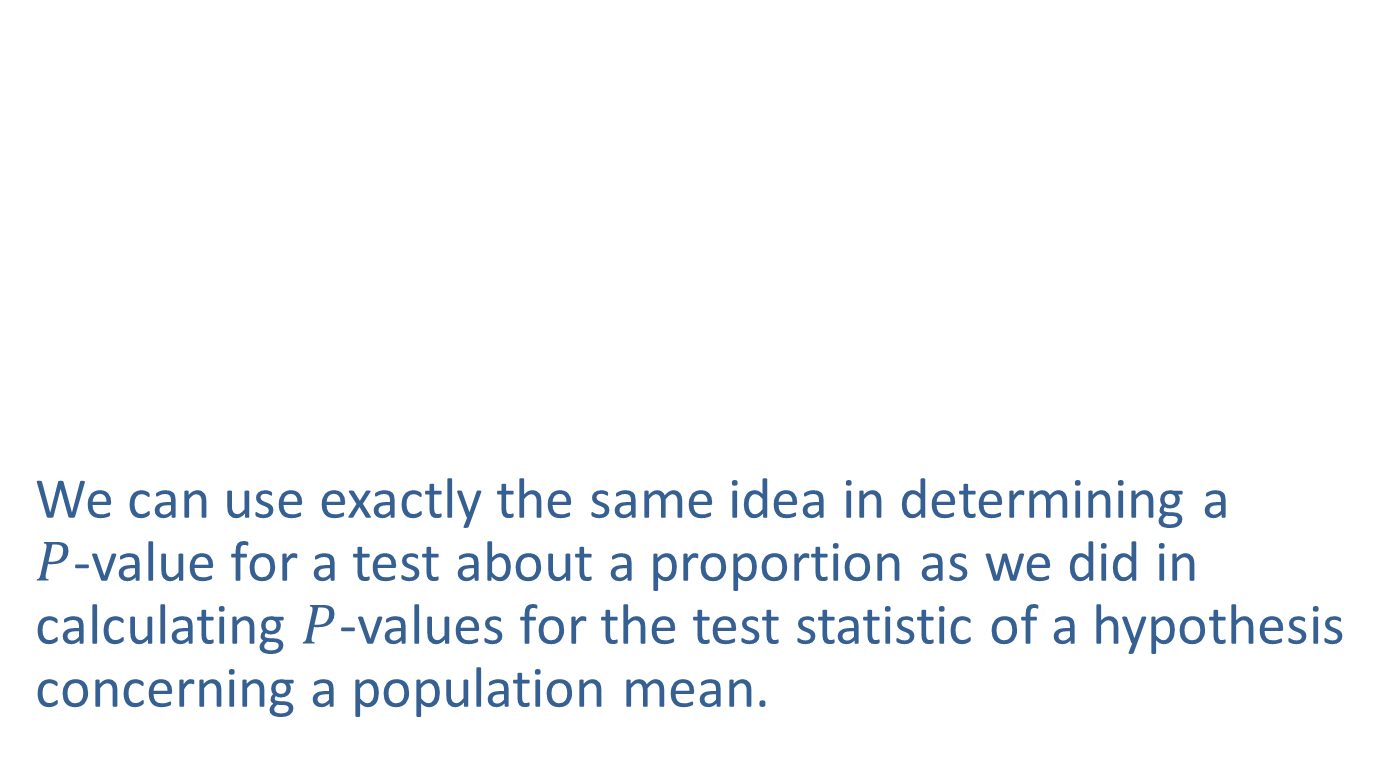 We can use exactly the same idea in determining a
P-value for a test about a proportion as we did in
calculating P-values for the test statistic of a hypothesis
concerning a population mean.